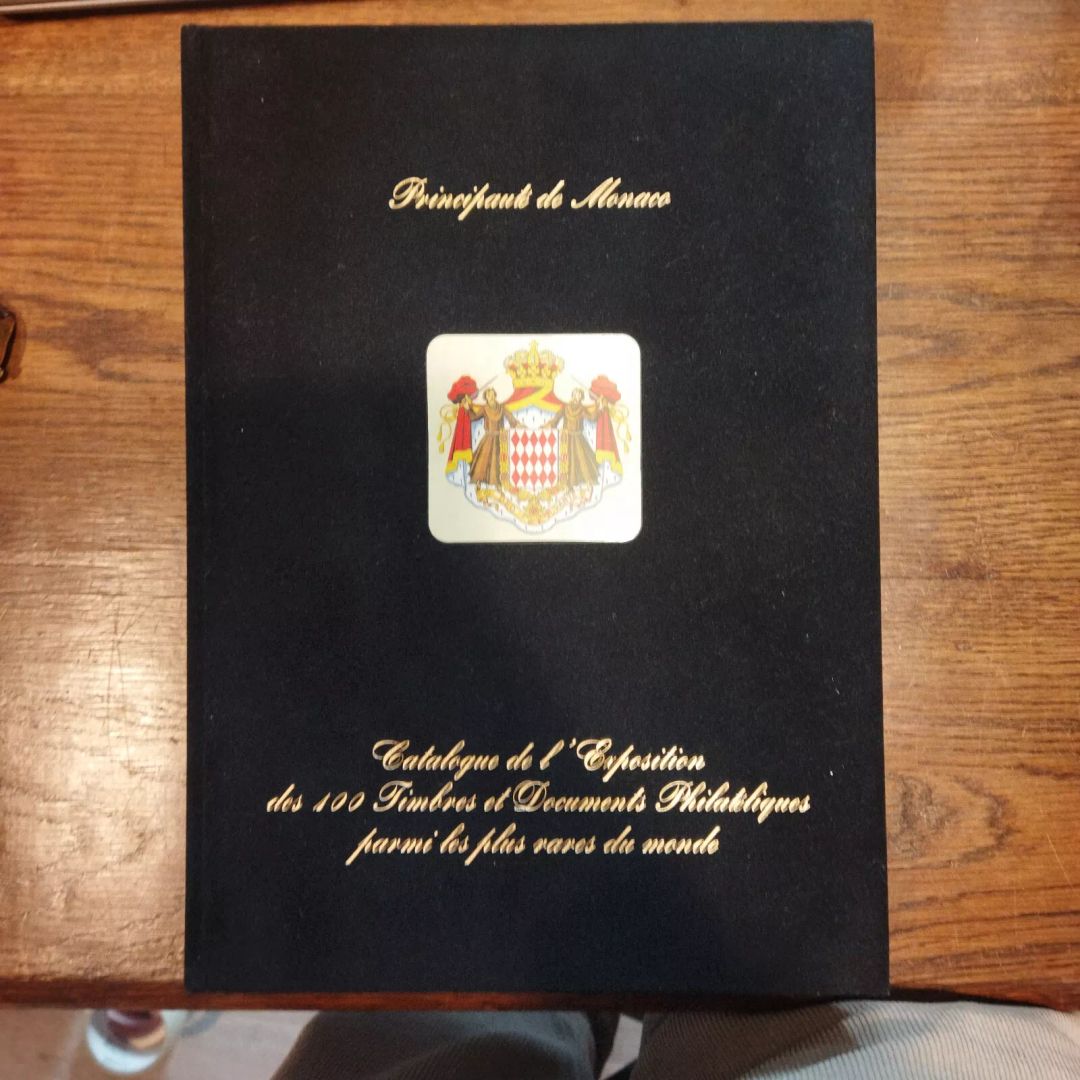 Principauté de Monaco
Catalogue de l'Exposition
des 100 Timbres et Documents Philatéliques
parmi les plus rares du monde